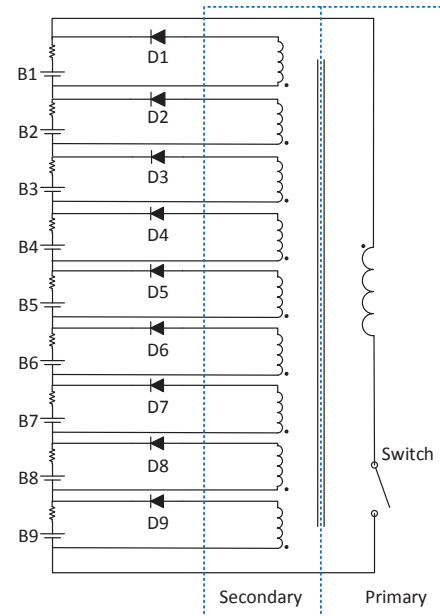 D1
B1
D2
B2
D3
B3
D4
B4
D5
B5
D6
B6
D7
B7
D8
Switch
B8
D9
B9
Secondary Primary